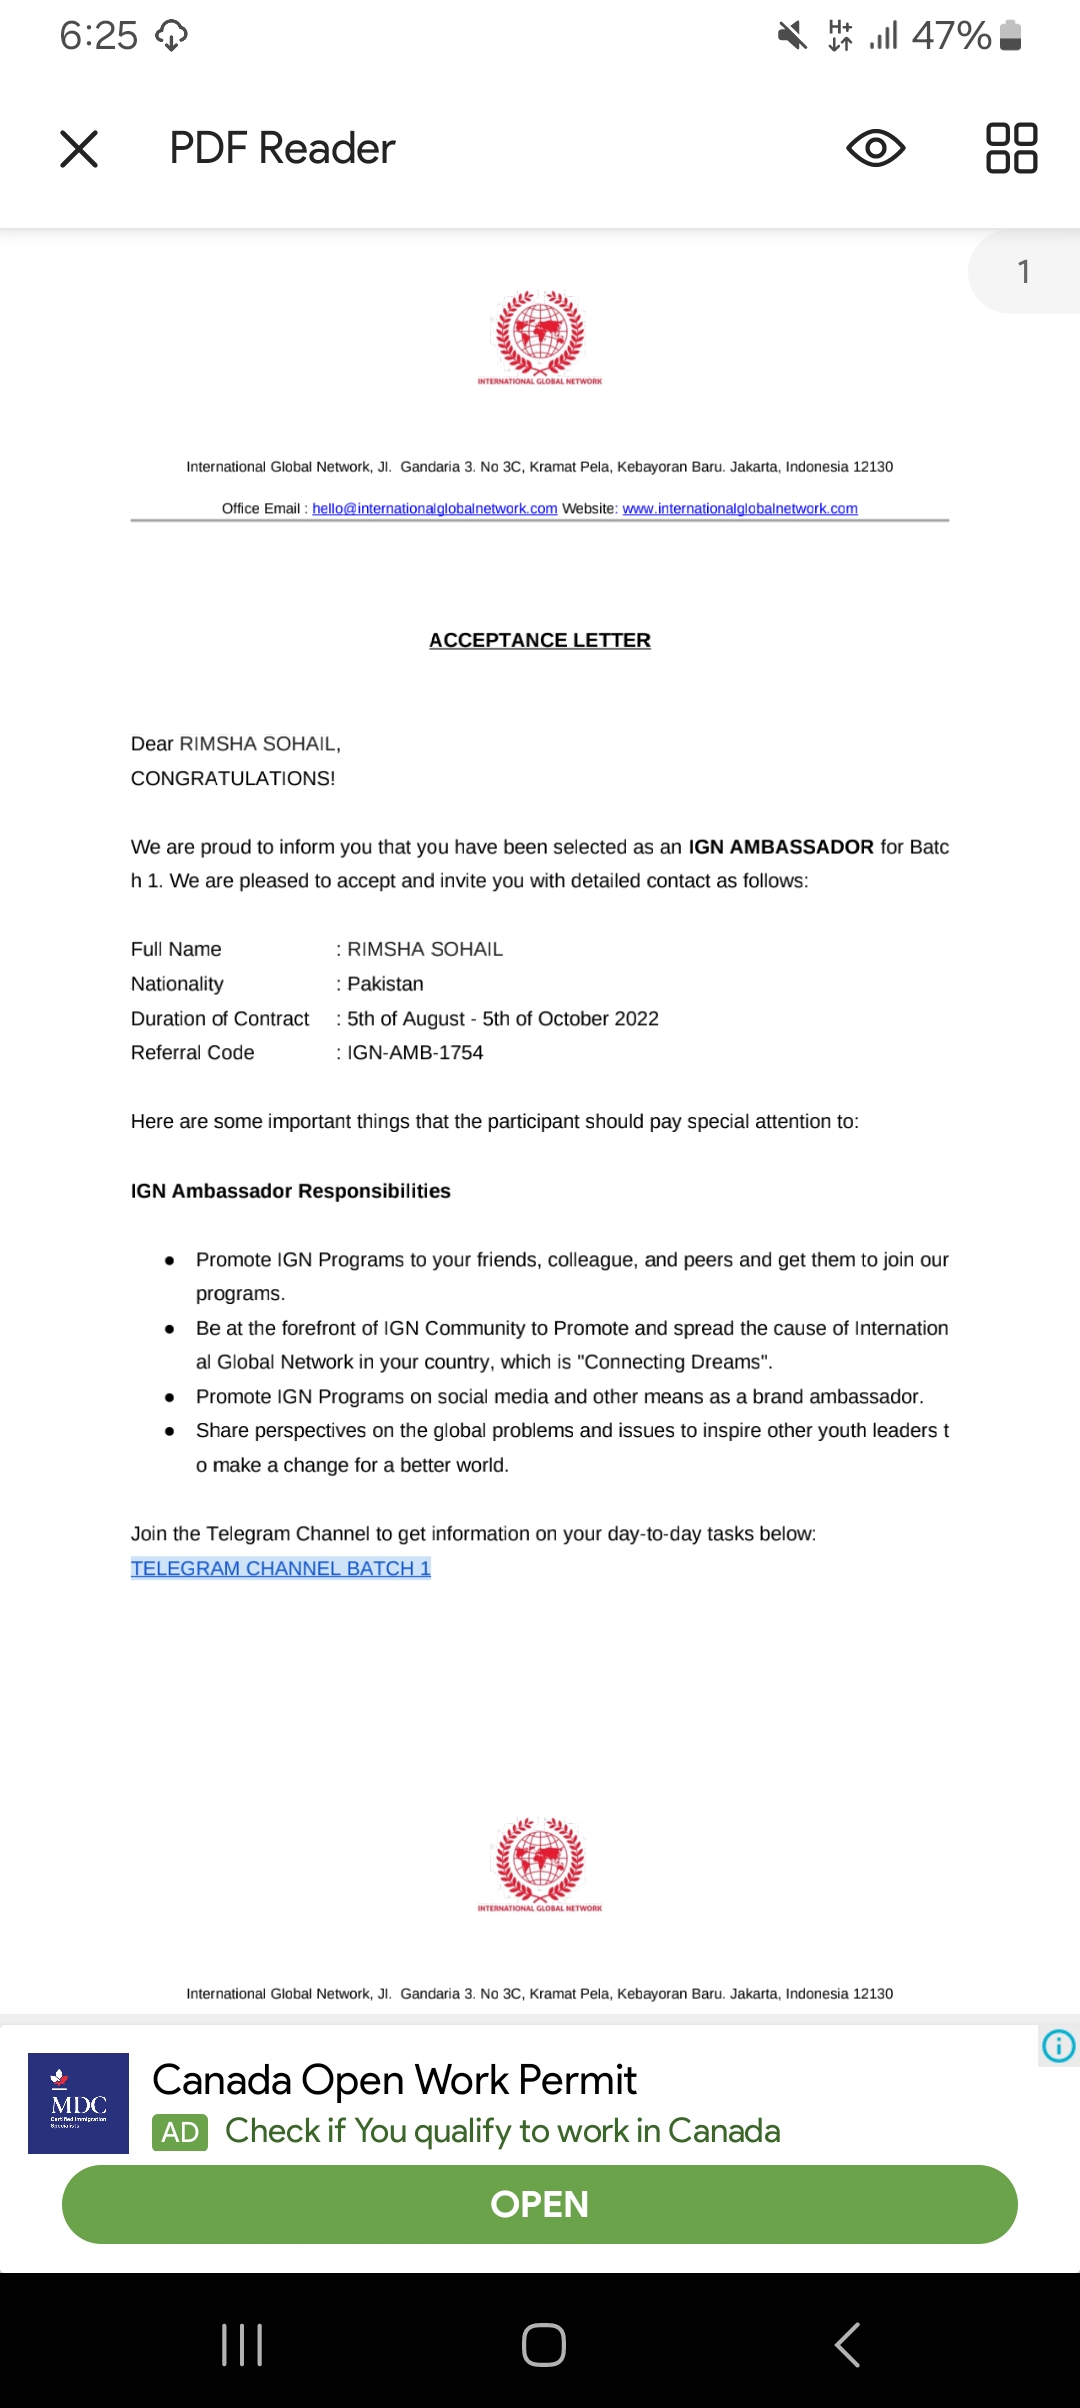 6:25 H+ 47%
PDF Reader
1
INTERNATIONAL GLOBAL NETWORK
International Global Network, Jl. Gandaria 3. No 3C, Kramat Pela, Kebayoran Baru. Jakarta, Indonesia 12130
Office Email : hello@internationalglobalnetwork.com Website: www.internationalglobalnetwork.com
ACCEPTANCE LETTER
Dear RIMSHA SOHAIL,
CONGRATULATIONS!
We are proud to inform you that you have been selected as an IGN AMBASSADOR for Batc
h 1. We are pleased to accept and invite you with detailed contact as follows:
Full Name : RIMSHA SOHAIL
Nationality : Pakistan
Duration of Contract : 5th of August - 5th of October 2022
Referral Code : IGN-AMB-1754
Here are some important things that the participant should pay special attention to:
IGN Ambassador Responsibilities
● Promote IGN Programs to your friends, colleague, and peers and get them to join our
programs.
● Be at the forefront of IGN Community to Promote and spread the cause of Internation
al Global Network in your country, which is "Connecting Dreams".
● Promote IGN Programs on social media and other means as a brand ambassador.
● Share perspectives on the global problems and issues to inspire other youth leaders t
o make a change for a better world.
Join the Telegram Channel to get information on your day-to-day tasks below:
TELEGRAM CHANNEL BATCH 1
INTERNATIONAL GLOBAL NETWORK
International Global Network, Jl. Gandaria 3. No 3C, Kramat Pela, Kebayoran Baru. Jakarta, Indonesia 12130
MDC
Certified Immigration
Specialists
Canada Open Work Permit
AD Check if You qualify to work in Canada
OPEN